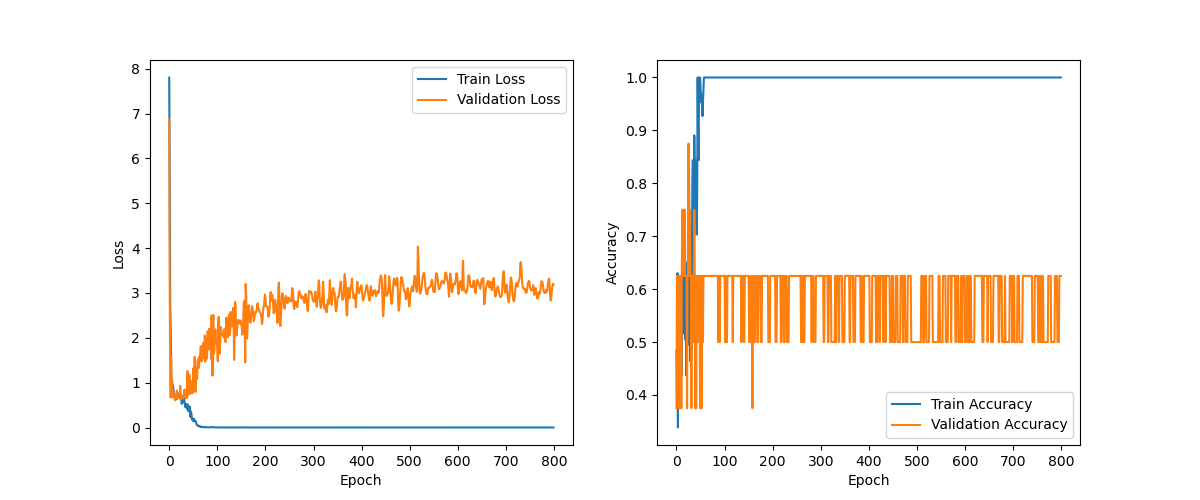 8
7
6
5
4
3
2
1
0
Loss
0 100 200 300 400 500 600 700 800
Epoch
Train Loss
Validation Loss
1.0
0.9
0.8
0.7
0.6
0.5
0.4
Accuracy
0 100 200 300 400 500 600 700 800
Epoch
Train Accuracy
Validation Accuracy